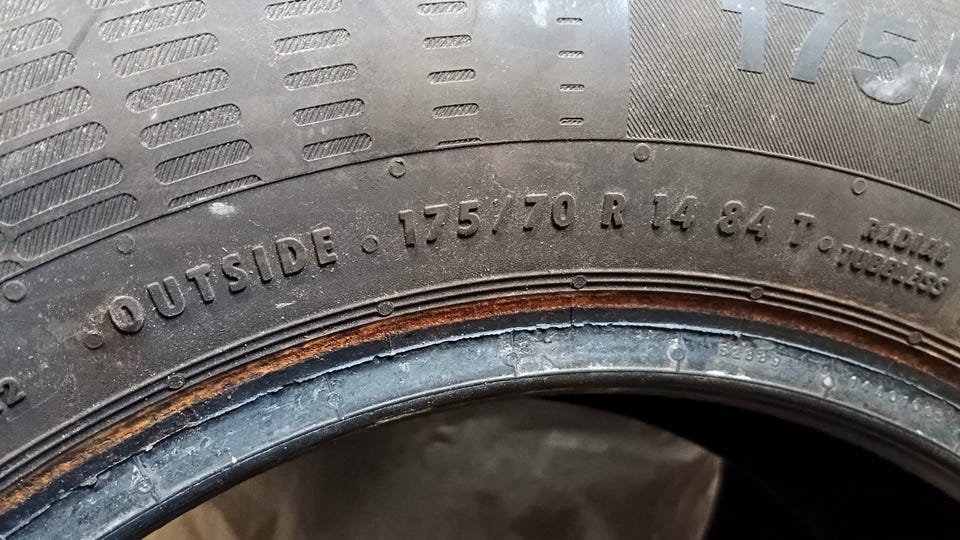 175/
OUTSIDE 175/70 R 14 84 T RADIAL
TUBELESS